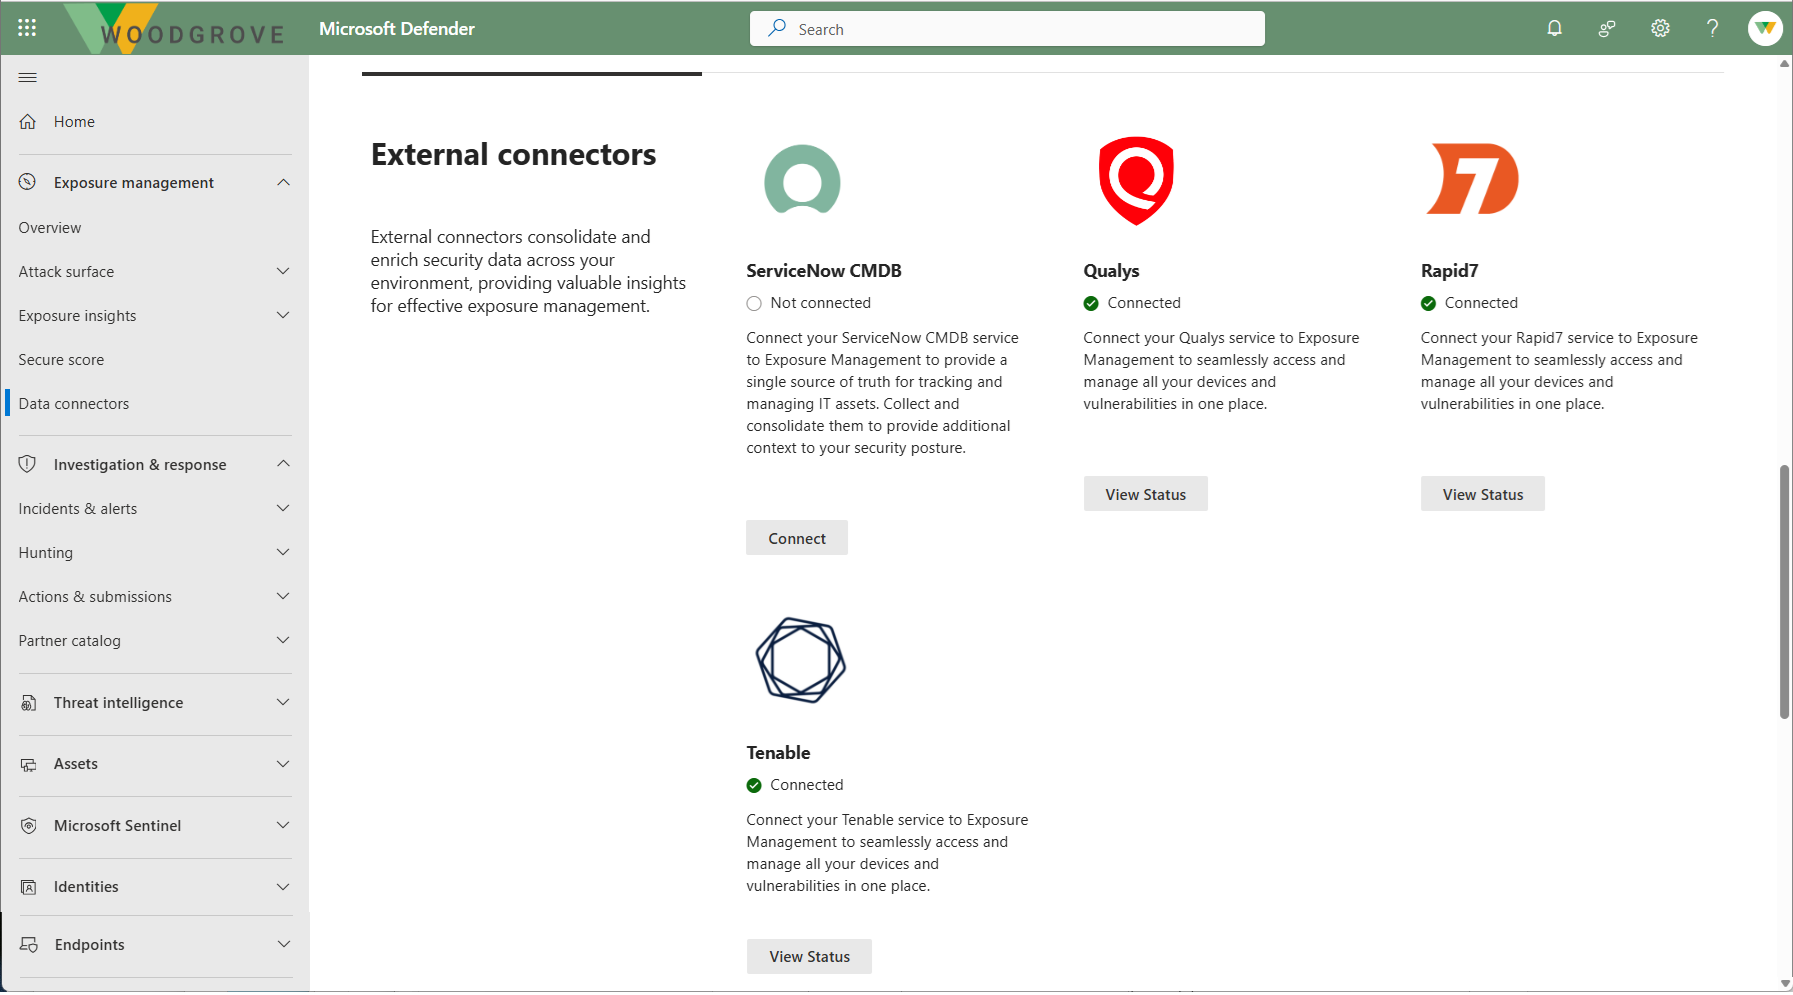 WOODGROVE
Microsoft Defender
Search
Home
Exposure management
Overview
Attack surface
Exposure insights
Secure score
Data connectors
Investigation & response
Incidents & alerts
Hunting
Actions & submissions
Partner catalog
Threat intelligence
Assets
Microsoft Sentinel
Identities
Endpoints
External connectors
External connectors consolidate and
enrich security data across your
environment, providing valuable insights
for effective exposure management.
ServiceNow CMDB
Not connected
Connect your ServiceNow CMDB service
to Exposure Management to provide a
single source of truth for tracking and
managing IT assets. Collect and
consolidate them to provide additional
context to your security posture.
Connect
Qualys
Connected
Connect your Qualys service to Exposure
Management to seamlessly access and
manage all your devices and
vulnerabilities in one place.
View Status
7
Rapid7
Connected
Connect your Rapid7 service to Exposure
Management to seamlessly access and
manage all your devices and
vulnerabilities in one place.
View Status
Tenable
Connected
Connect your Tenable service to Exposure
Management to seamlessly access and
manage all your devices and
vulnerabilities in one place.
View Status